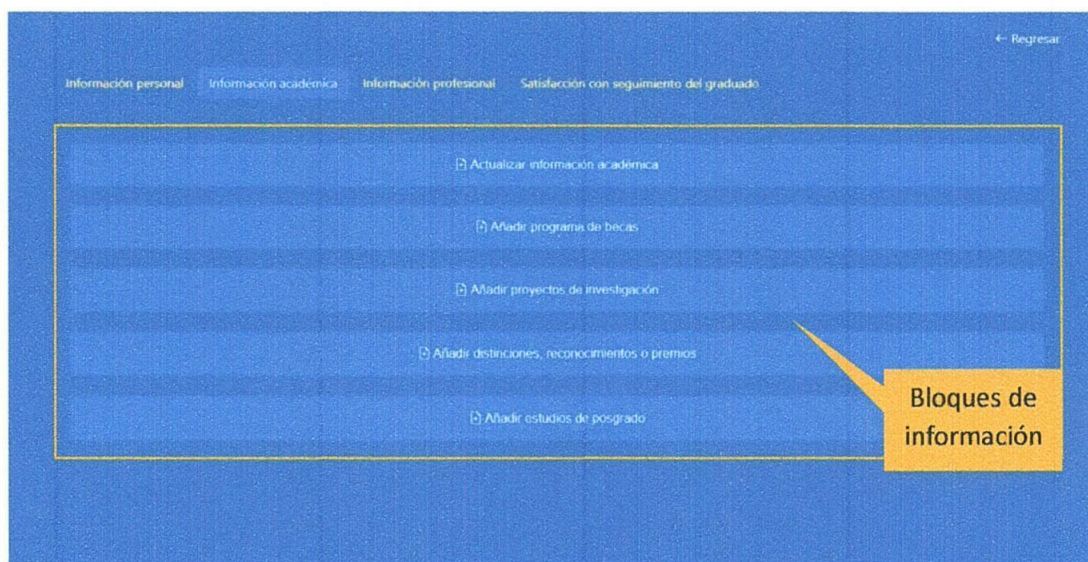 ← Regresar
Información personal Información académica Información profesional Satisfacción con seguimiento del graduado
Actualizar información académica
Añadir programa de becas
Añadir proyectos de investigación
Añadir distinciones, reconocimientos o premios
Añadir estudios de posgrado
Bloques de
información